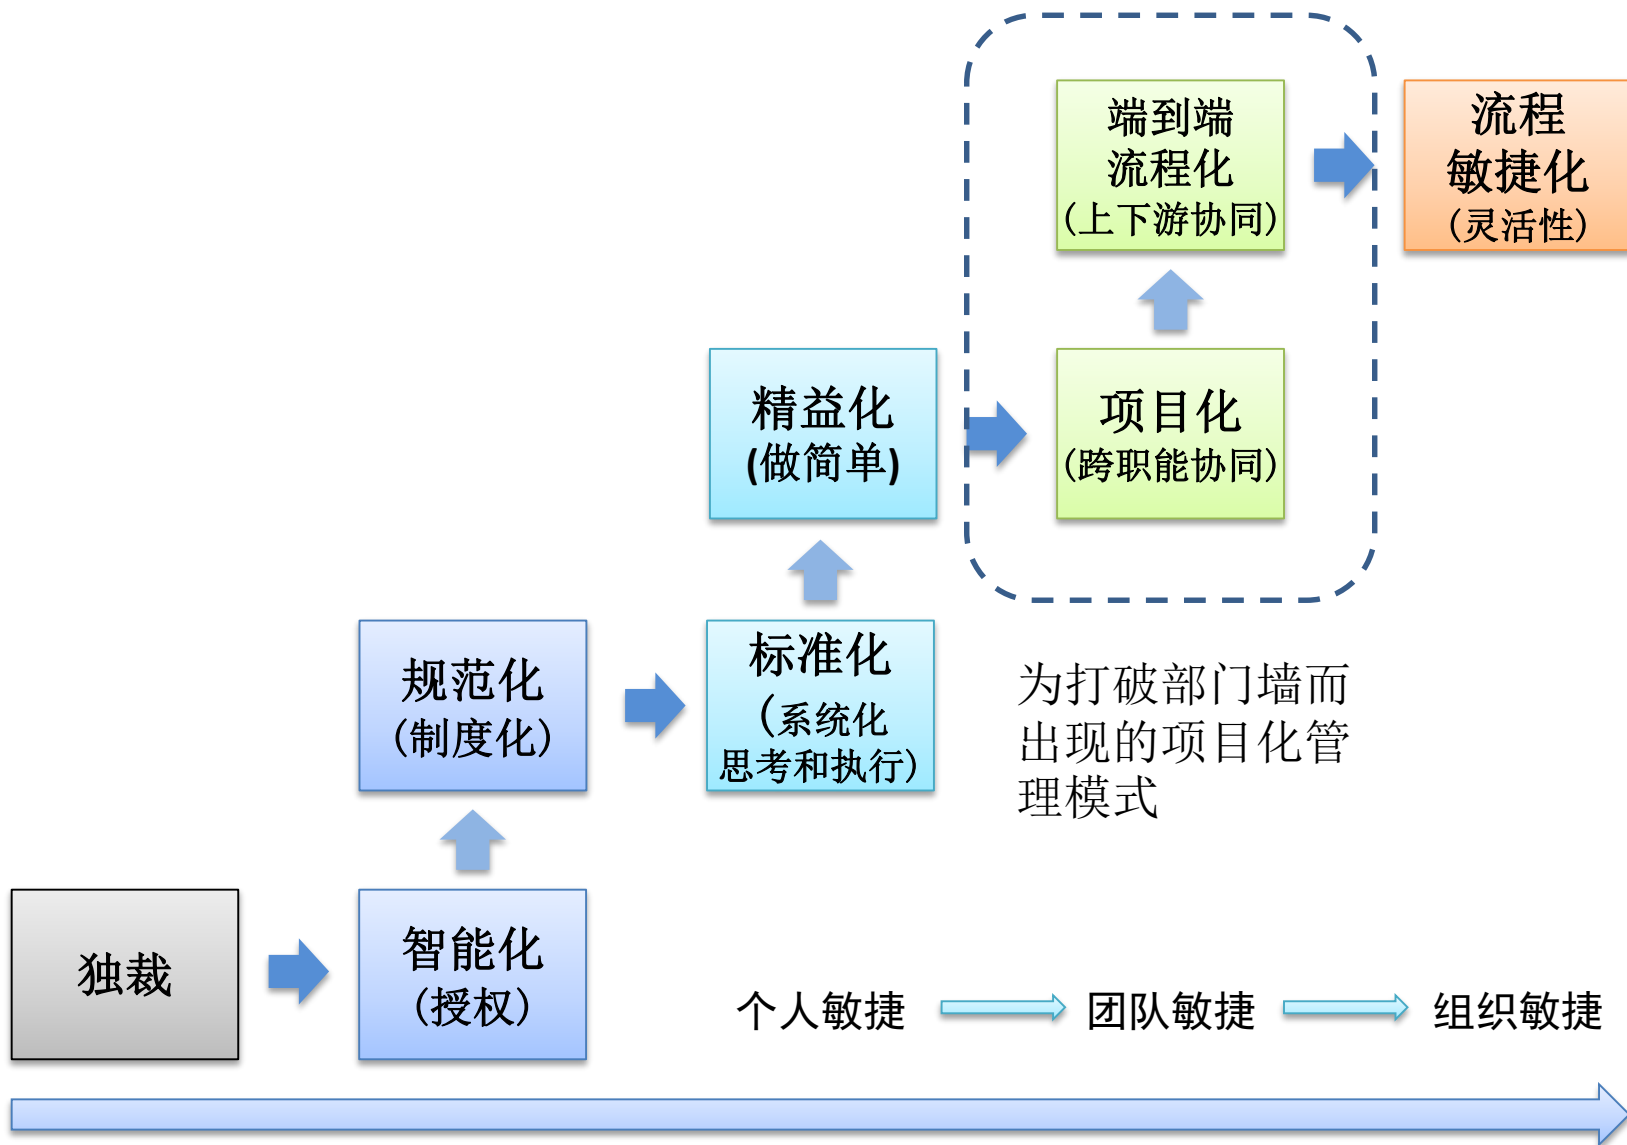 端到端
流程化
(上下游协同)
流程
敏捷化
(灵活性)
精益化
(做简单)
项目化
(跨职能协同)
规范化
(制度化)
标准化
(系统化
思考和执行)
为打破部门墙而
出现的项目化管
理模式
独裁
智能化
(授权)
个人敏捷
团队敏捷
组织敏捷